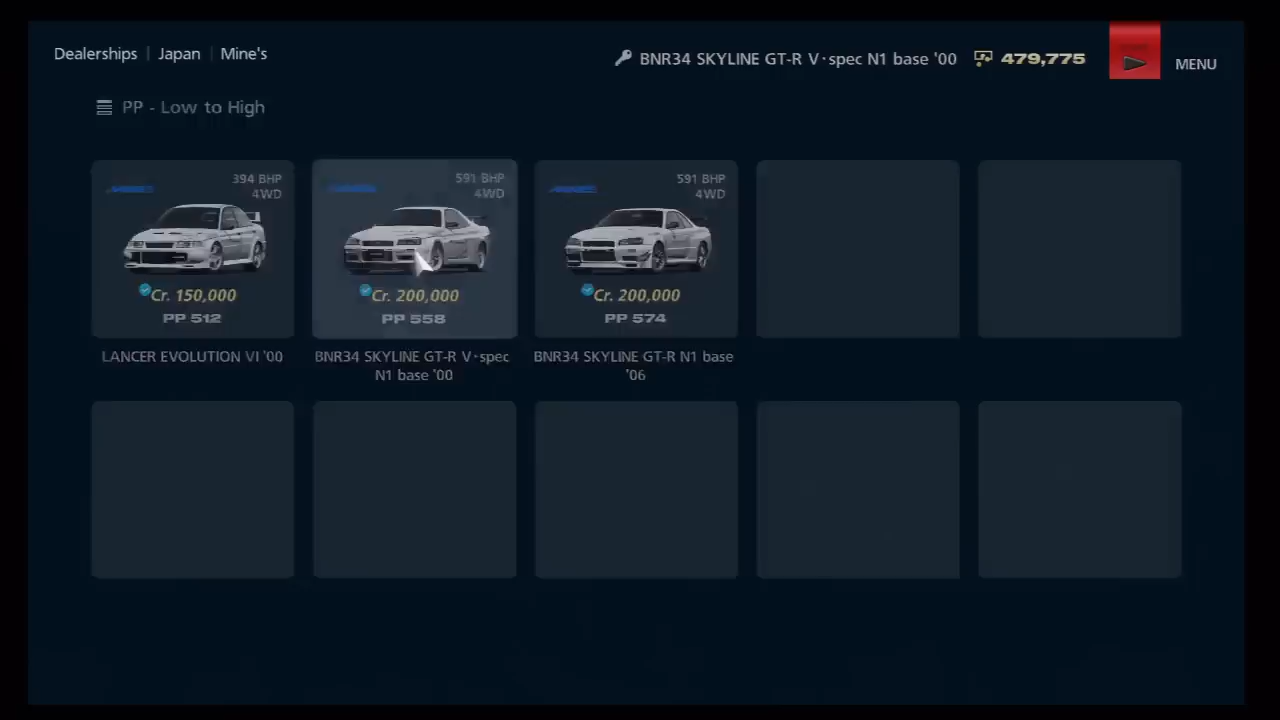 Dealerships | Japan | Mine's
BNR34 SKYLINE GT-R V・spec N1 base '00
479,775
MENU
PP - Low to High
394 BHP
4WD
Cr. 150,000
PP 512
LANCER EVOLUTION VI '00
591 BHP
4WD
Cr. 200,000
PP 558
BNR34 SKYLINE GT-R V・spec
N1 base '00
591 BHP
4WD
Cr. 200,000
PP 574
BNR34 SKYLINE GT-R N1 base
'06